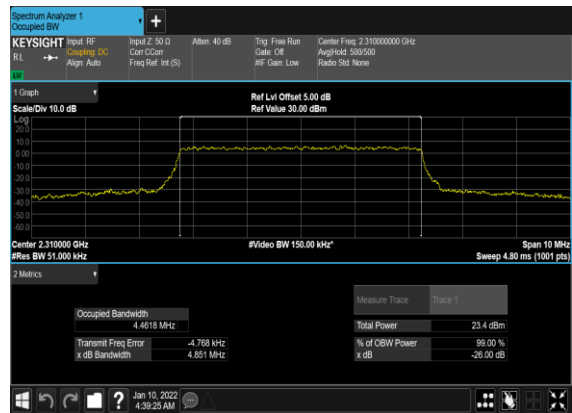 Spectrum Analyzer 1
Occupied BW
+
KEYSIGHT Input: RF Input Z: 50 Ω Atten: 40 dB Trig: Free Run Center Freq: 2.310000000 GHz
Coupling: DC Corr CCorr Gate: Off Avg|Hold: 500/500
RL Align: Auto Freq Ref: Int (S) #IF Gain: Low Radio Std: None
LW
1 Graph
Ref Lvl Offset 5.00 dB
Scale/Div 10.0 dB Ref Value 30.00 dBm
Log
20.0
10.0
0.00
-10.0
-20.0
-30.0
-40.0
-50.0
-60.0
Center 2.310000 GHz #Video BW 150.00 kHz* Span 10 MHz
#Res BW 51.000 kHz Sweep 4.80 ms (1001 pts)
2 Metrics
Measure Trace Trace 1
Occupied Bandwidth
4.4618 MHz Total Power 23.4 dBm
Transmit Freq Error -4.768 kHz % of OBW Power 99.00 %
x dB Bandwidth 4.851 MHz x dB -26.00 dB
? Jan 10, 2022
4:39:25 AM